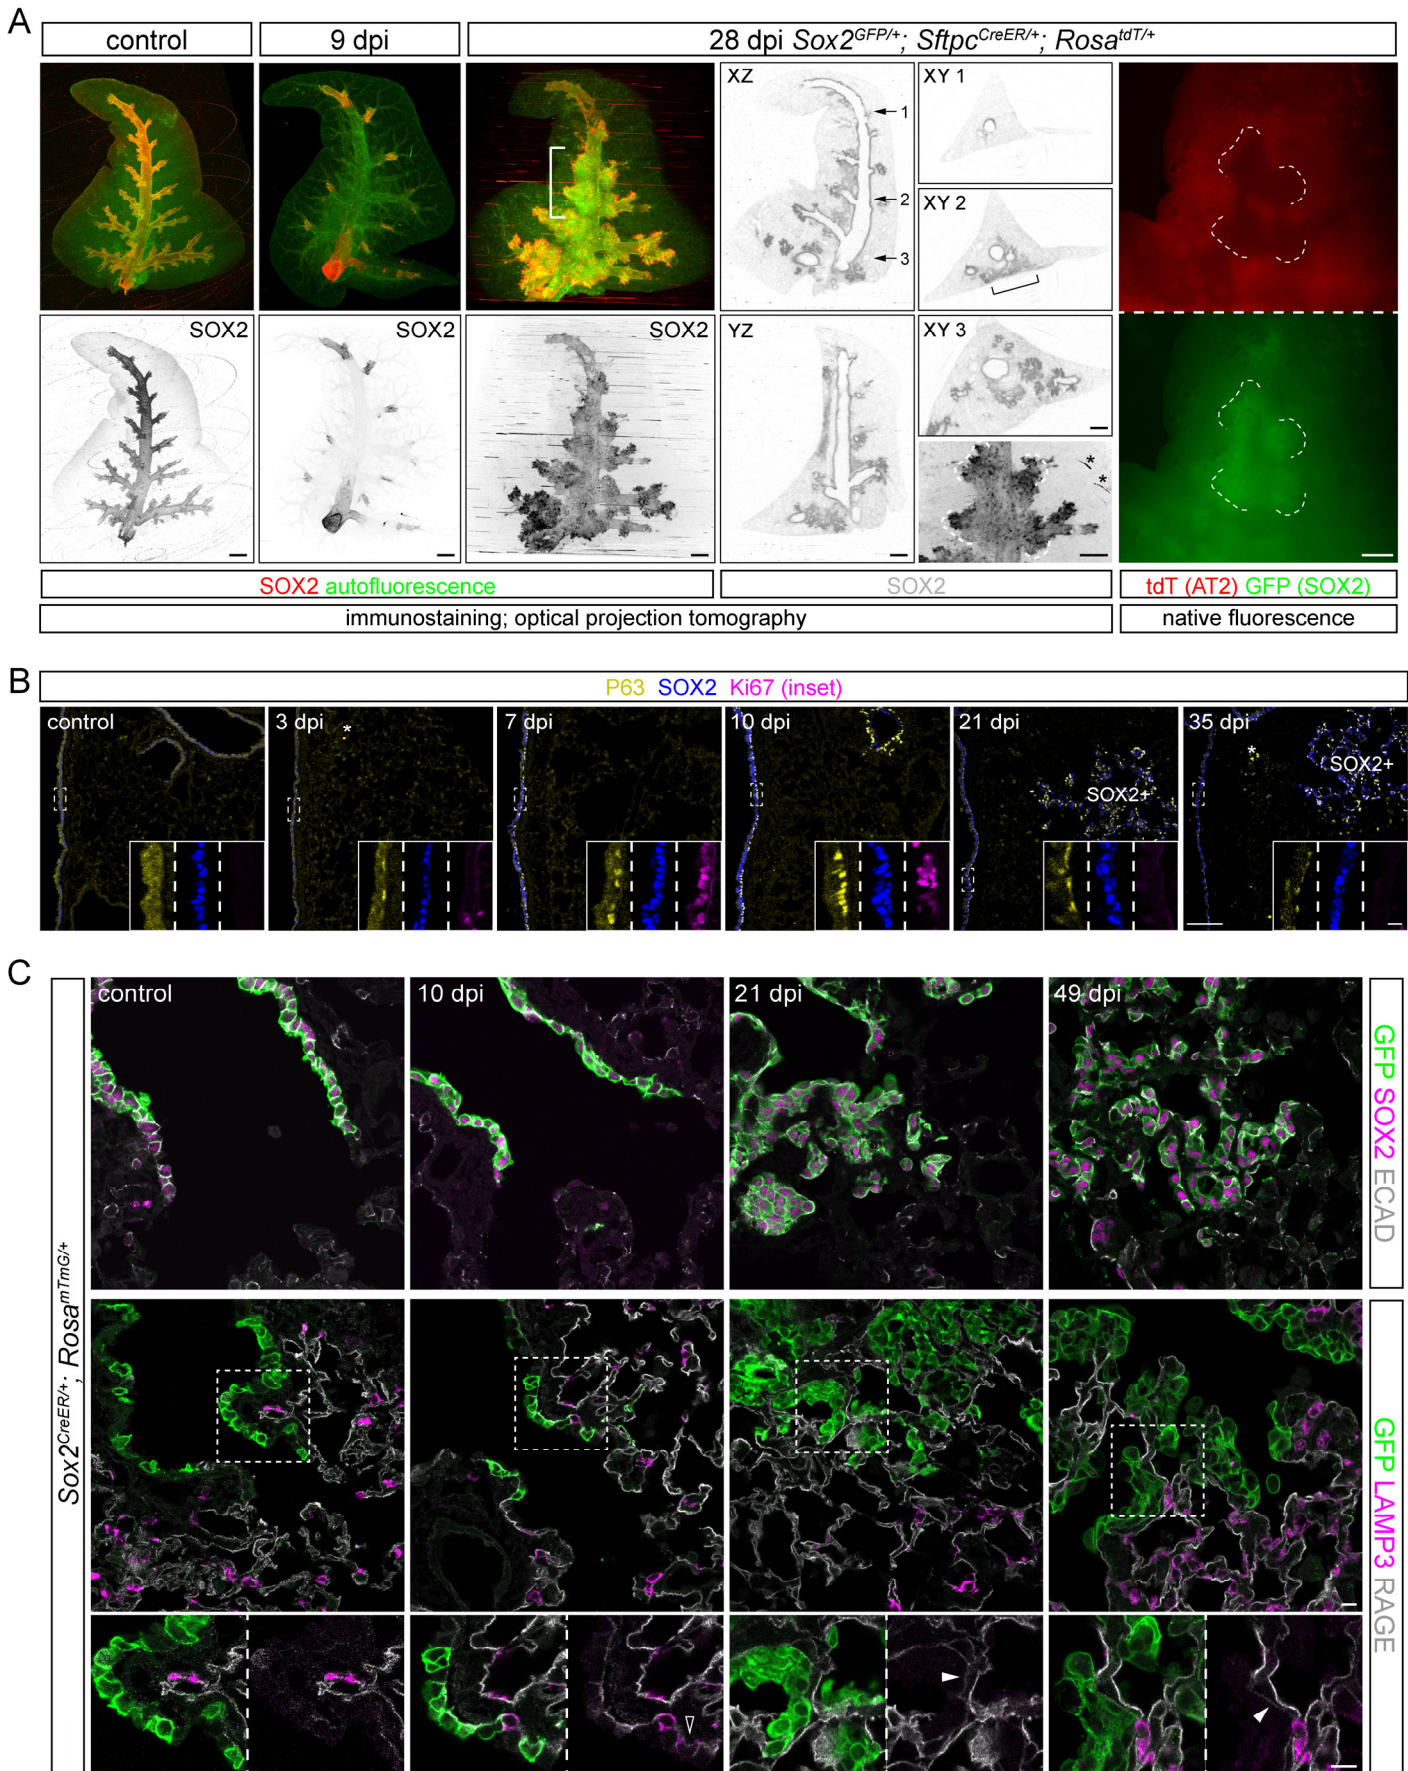 A
control
9 dpi
28 dpi Sox2GFP/+; SftpcCreER/+; RosatdT/+
XZ
1
2
3
XY 1
XY 2
SOX2
SOX2
SOX2
YZ
XY 3
*
*
SOX2 autofluorescence
SOX2
tdT (AT2) GFP (SOX2)
immunostaining; optical projection tomography
native fluorescence
B
P63 SOX2 Ki67 (inset)
control
3 dpi
*
7 dpi
10 dpi
21 dpi
SOX2+
35 dpi
*
SOX2+
C
Sox2CreER/+; RosamTmG/+
control
10 dpi
21 dpi
49 dpi
GFP SOX2 ECAD
GFP LAMP3 RAGE